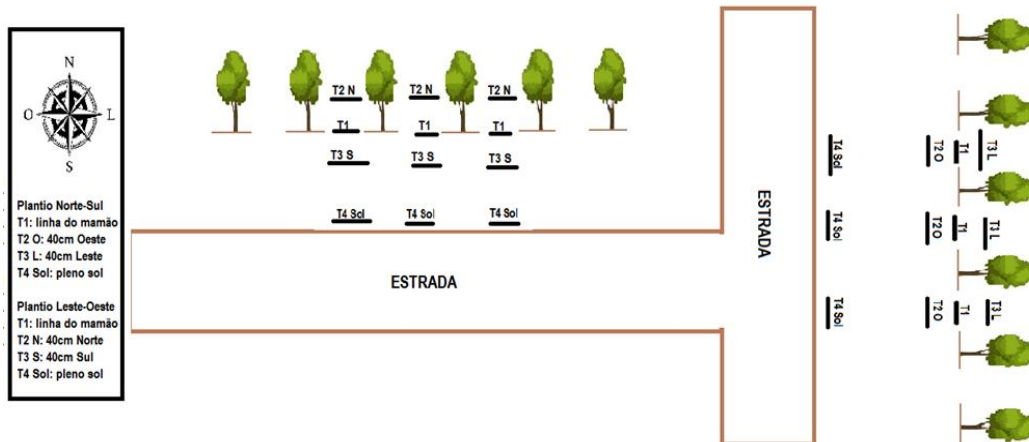 N
O
L
S
Plantio Norte-Sul
T1: linha do mamão
T2 O: 40cm Oeste
T3 L: 40cm Leste
T4 Sol: pleno sol
Plantio Leste-Oeste
T1: linha do mamão
T2 N: 40cm Norte
T3 S: 40cm Sul
T4 Sol: pleno sol
T2 N
T2 N
T2 N
T1
T1
T1
T3 S
T3 S
T3 S
T4 Sol
T4 Sol
T4 Sol
ESTRADA
ESTRADA
T4 Sol
T2 O
T1
T3 L
T4 Sol
T2 O
T1
T3 L
T4 Sol
T2 O
T1
T3 L